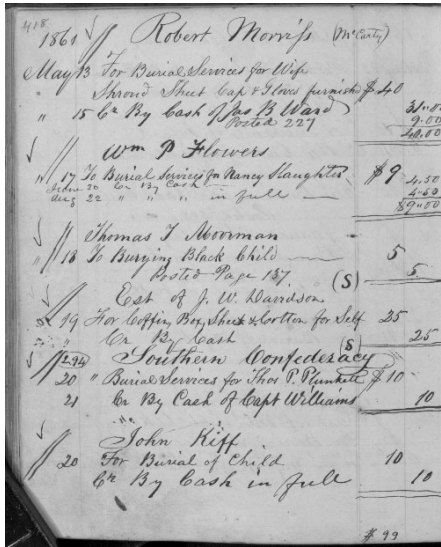 418
1861 Robert Morriss (McCarty)
May 13 For Burial Services for Wife
Shroud Sheet Cap & Gloves furnished $40
" 15 Cr By Cash of Jas B Ward 31.00
Posted 227 9.00
40.00
Wm P Flowers
" 17 To Burial Services for Nancy Slaughter $9
June 20 Cr By Cash 4.50
Aug 22 " " " in full 4.50
$9.00
Thomas T Moorman
" 18 To Burying Black Child 5
Posted Page 137 5
(S)
Est of J. W. Davidson
" 19 For Coffin Box, Sheet & Cotton for Self 25
" " Cr By Cash 25
(S)
294 Southern Confederacy
20 " Burial Services for Thos P. Plunkett $10
21 Cr By Cash of Capt Williams 10
John Kiff
20 For Burial of Child 10
Cr By Cash in full 10
$99